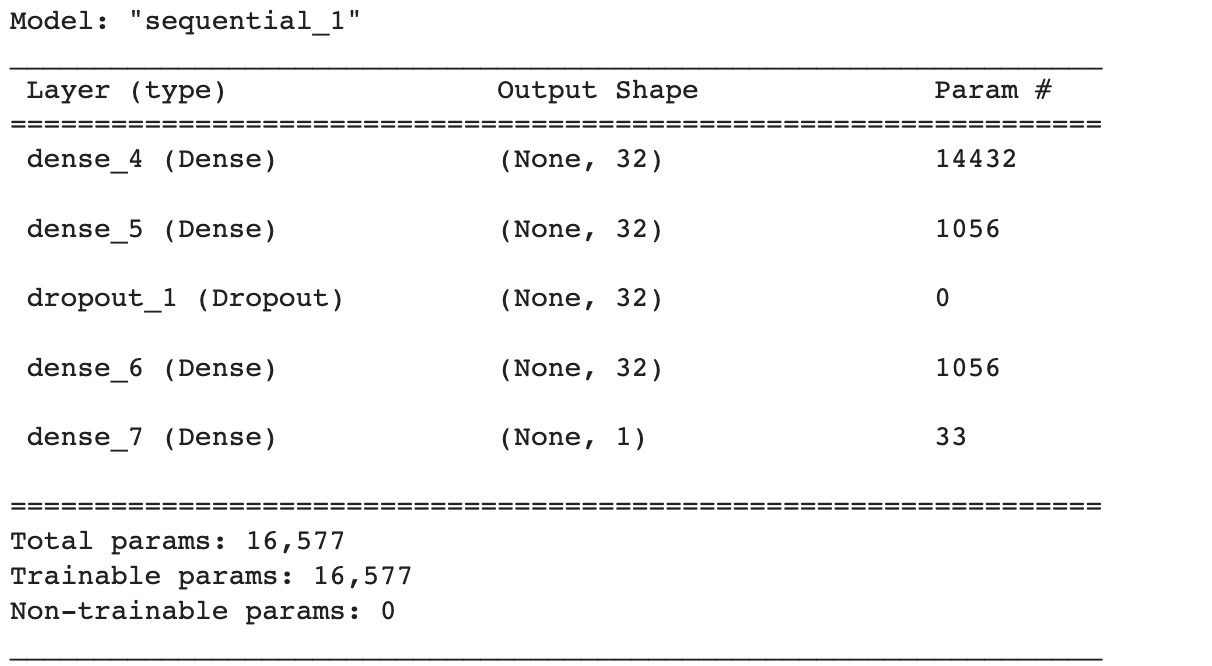 Model: "sequential_1"
Layer (type) Output Shape Param #
dense_4 (Dense) (None, 32) 14432
dense_5 (Dense) (None, 32) 1056
dropout_1 (Dropout) (None, 32) 0
dense_6 (Dense) (None, 32) 1056
dense_7 (Dense) (None, 1) 33
Total params: 16,577
Trainable params: 16,577
Non-trainable params: 0